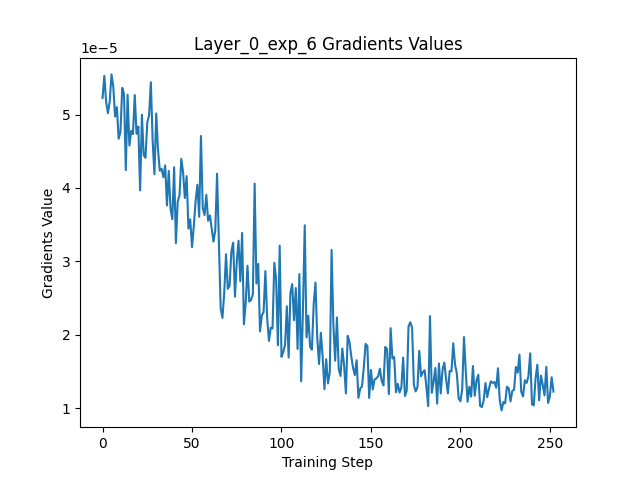 Layer_0_exp_6 Gradients Values
1e−5
5
4
3
2
1
Gradients Value
0 50 100 150 200 250
Training Step